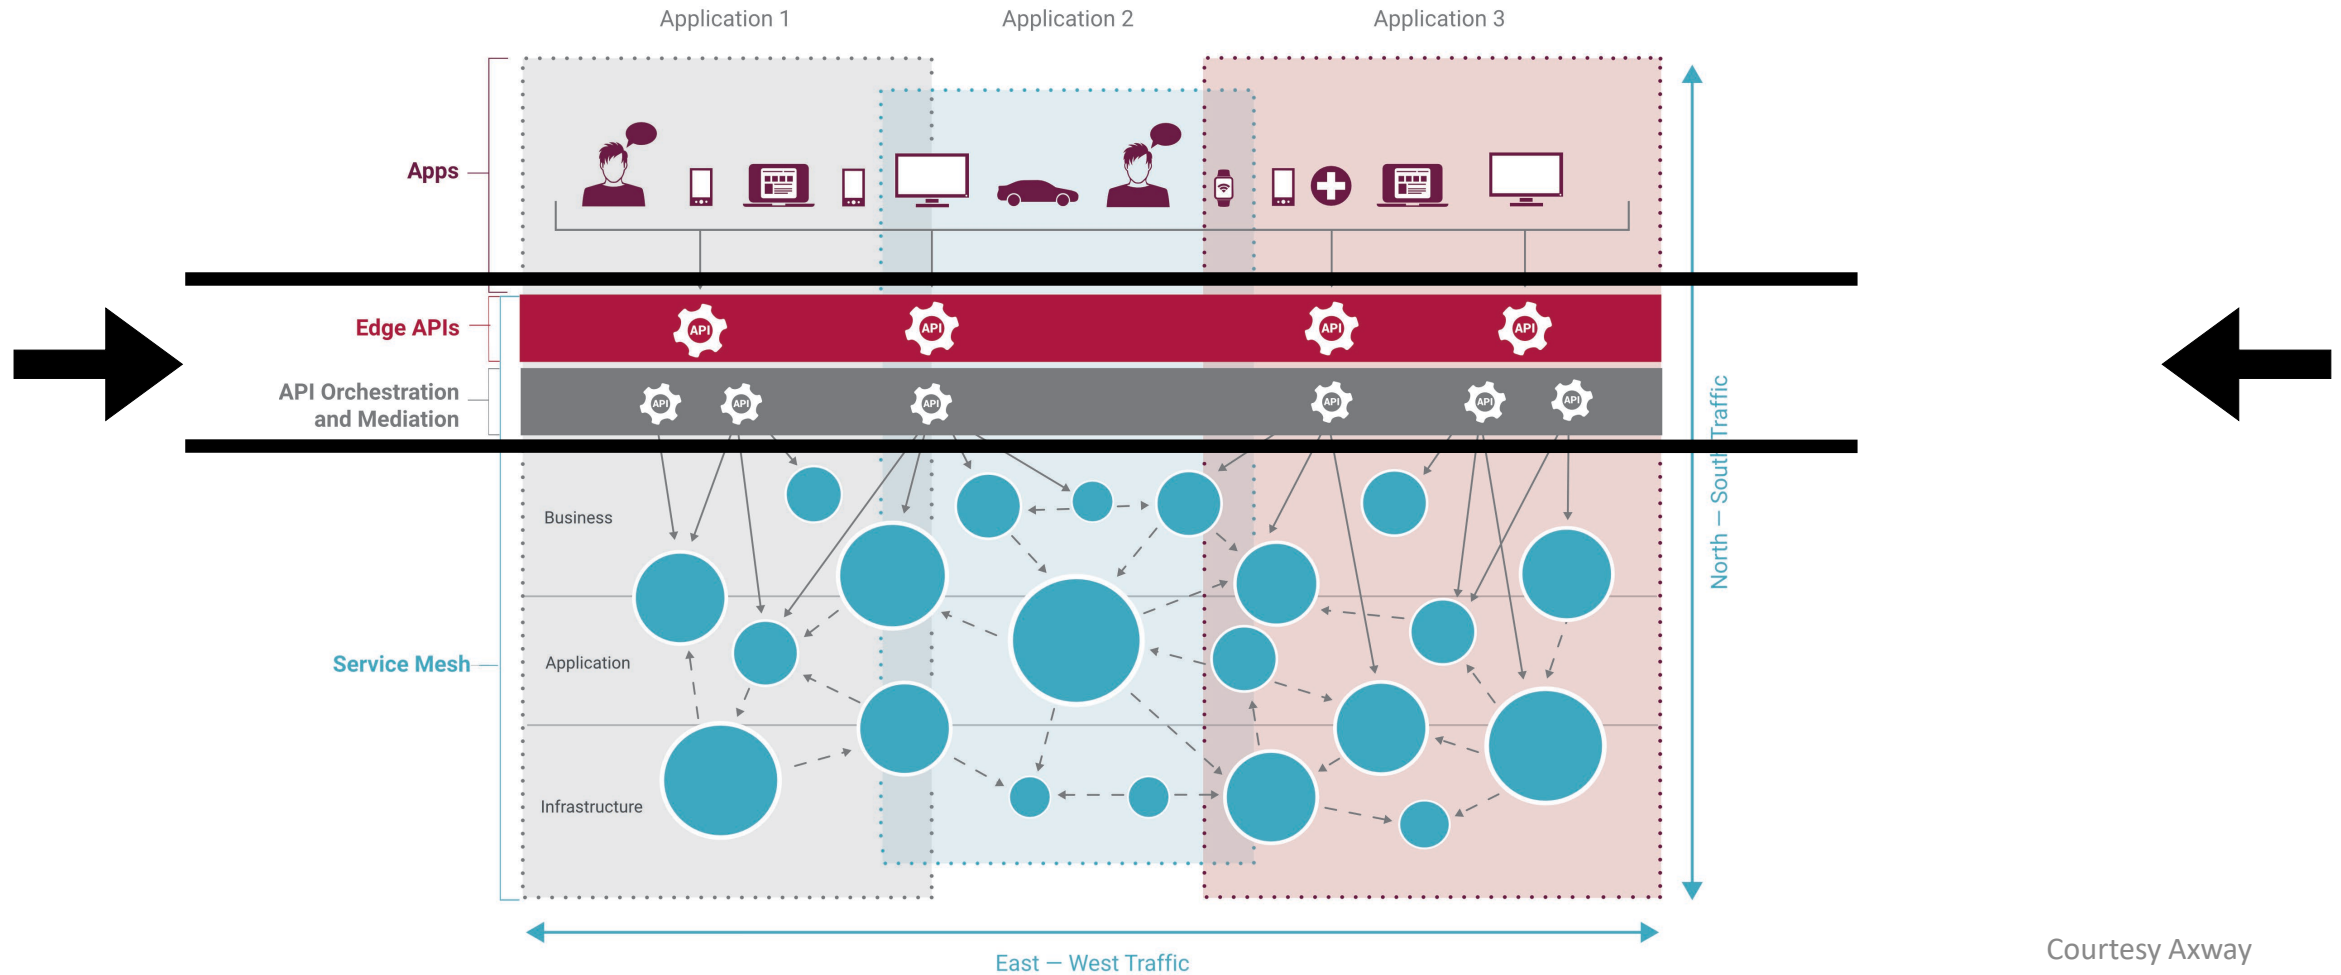 Application 1
Application 2
Application 3
Apps
Edge APIs
API
API
API
API
API Orchestration
and Mediation
API
API
API
API
API
API
North — South Traffic
Business
Service Mesh
Application
Infrastructure
East — West Traffic
Courtesy Axway